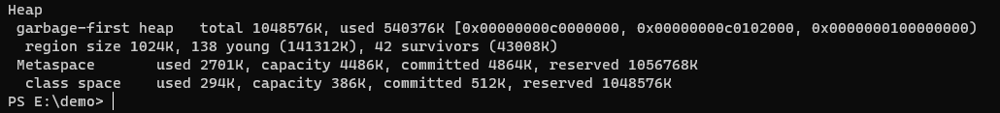 Heap
 garbage-first heap   total 1048576K, used 540376K [0x00000000c0000000, 0x00000000c0102000, 0x0000000100000000)
  region size 1024K, 138 young (141312K), 42 survivors (43008K)
 Metaspace       used 2701K, capacity 4486K, committed 4864K, reserved 1056768K
  class space    used 294K, capacity 386K, committed 512K, reserved 1048576K
PS E:\demo>